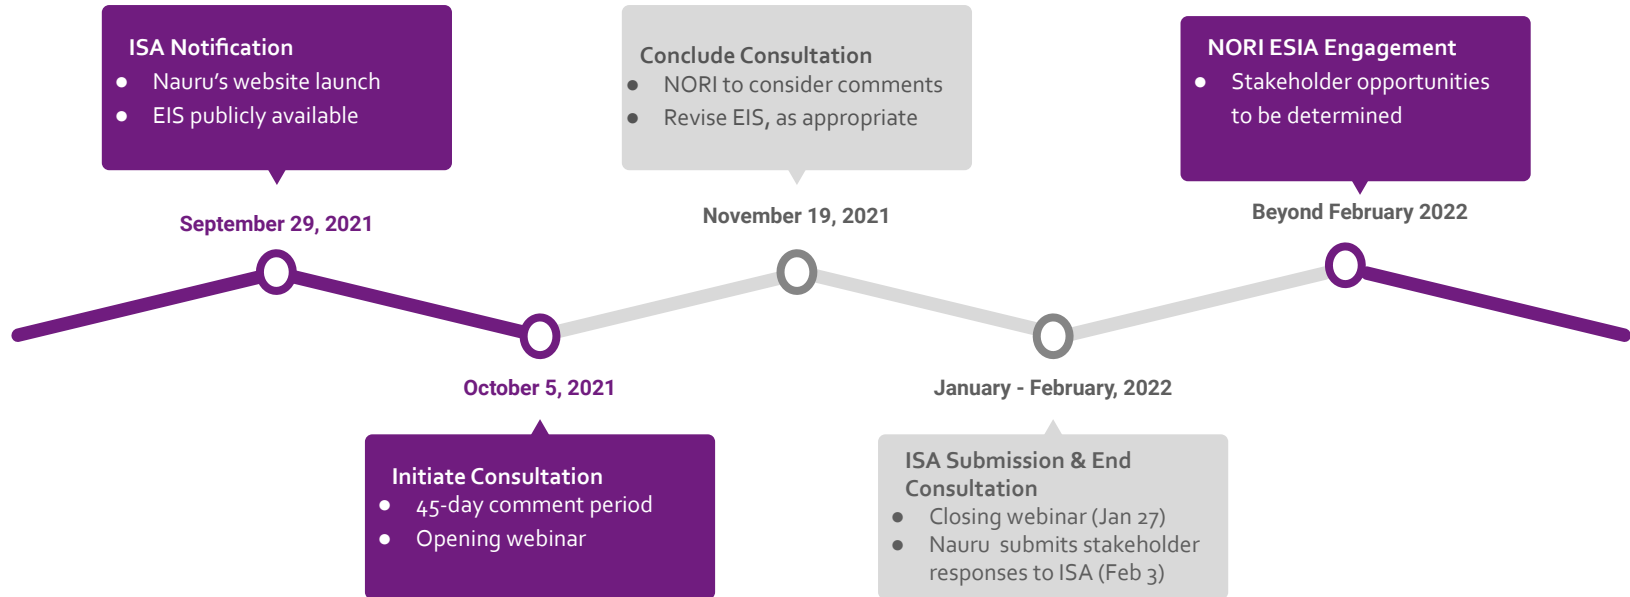 ISA Notification
● Nauru's website launch
● EIS publicly available
September 29, 2021
October 5, 2021
Initiate Consultation
● 45-day comment period
● Opening webinar
Conclude Consultation
● NORI to consider comments
● Revise EIS, as appropriate
November 19, 2021
January - February, 2022
ISA Submission & End
Consultation
● Closing webinar (Jan 27)
● Nauru submits stakeholder
responses to ISA (Feb 3)
NORI ESIA Engagement
● Stakeholder opportunities
to be determined
Beyond February 2022